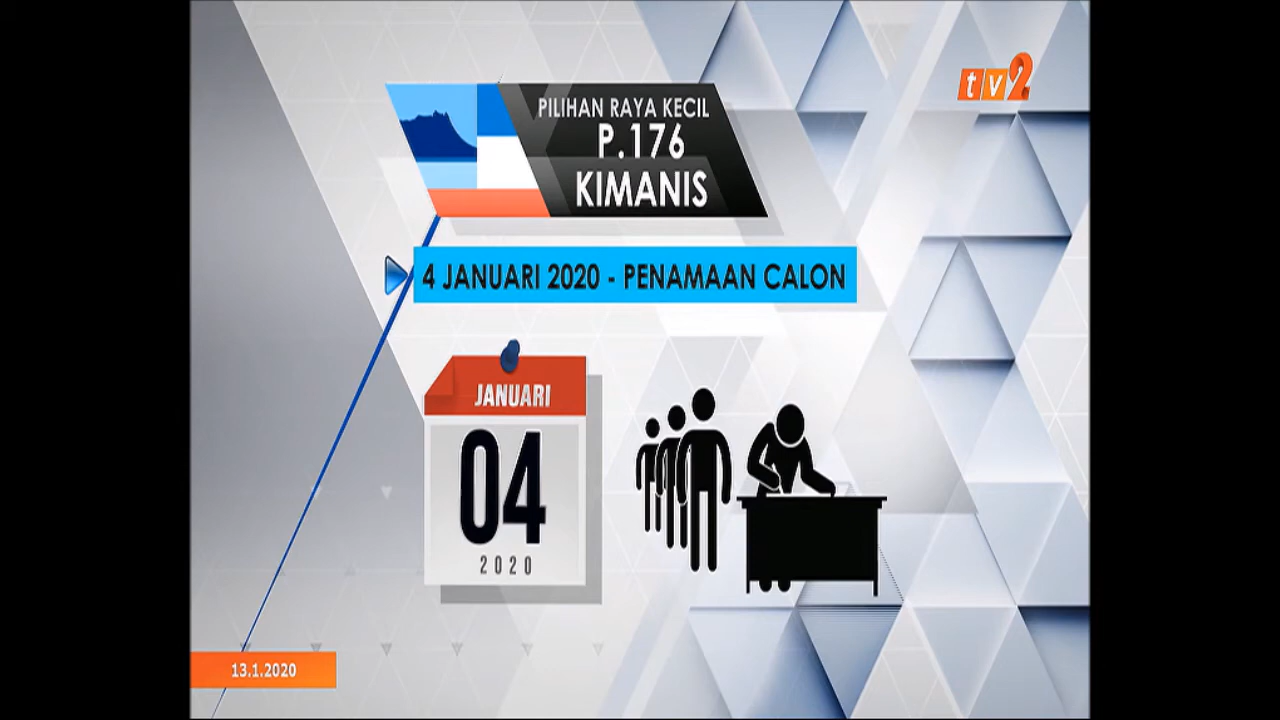 tv2
PILIHAN RAYA KECIL
P.176
KIMANIS
4 JANUARI 2020 - PENAMAAN CALON
JANUARI
04
2020
13.1.2020